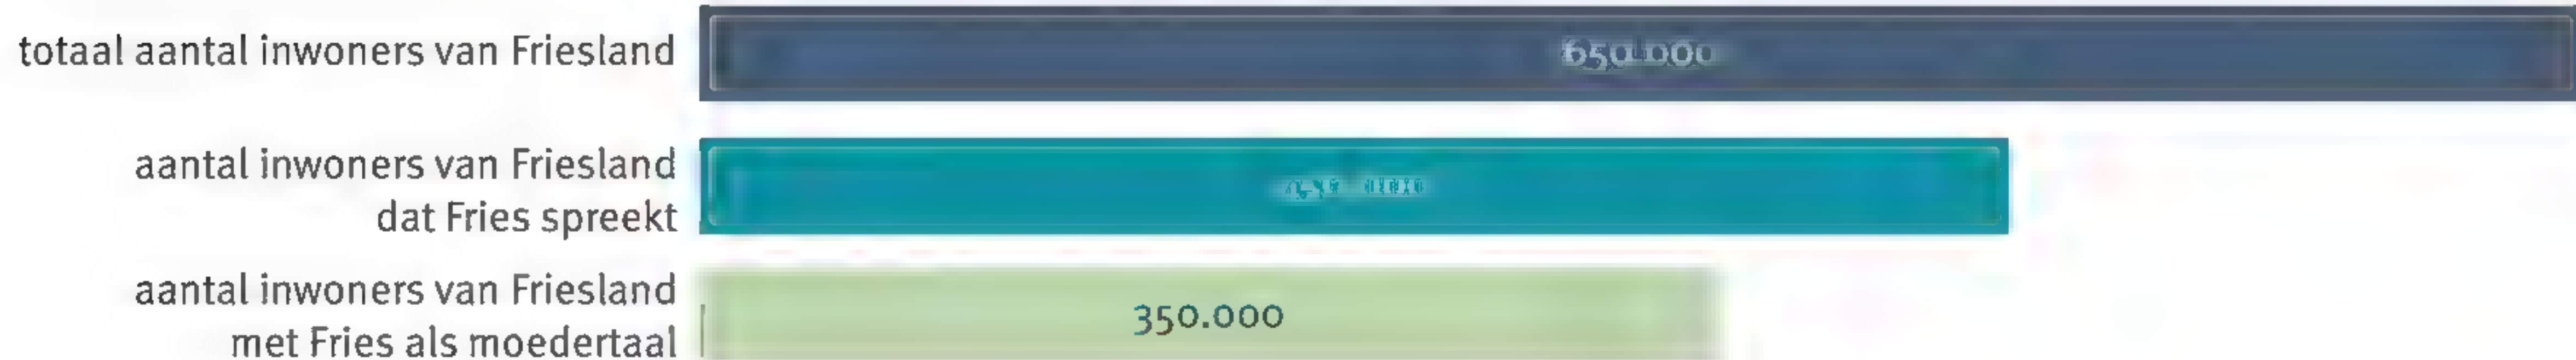 totaal aantal inwoners van Friesland
650.000
aantal inwoners van Friesland
dat Fries spreekt
aantal inwoners van Friesland
met Fries als moedertaal
350.000